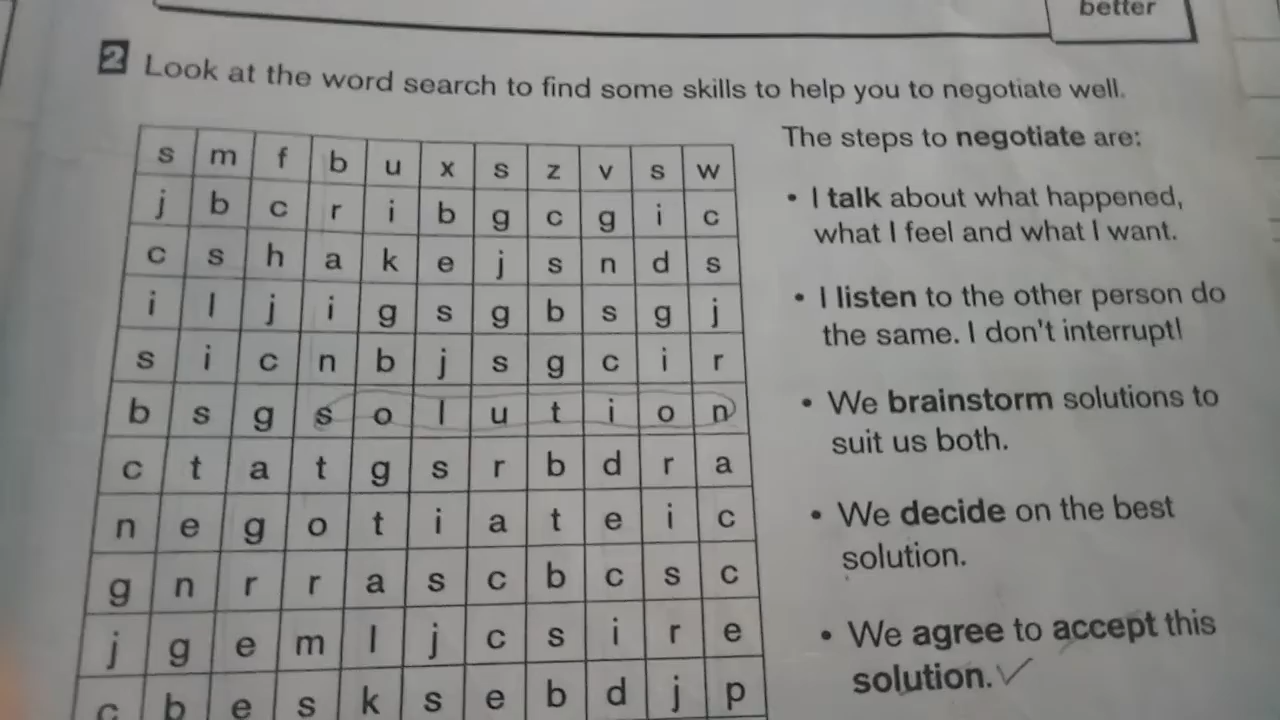 better
2 Look at the word search to find some skills to help you to negotiate well.
s m f b u x s z v s w
j b c r i b g c g i c
c s h a k e j s n d s
i l j i g s g b s g j
s i c n b j s g c i r
b s g s o l u t i o n
c t a t g s r b d r a
n e g o t i a t e i c
g n r r a s c b c s c
j g e m l j c s i r e
c b e s k s e b d j p
The steps to negotiate are:
• I talk about what happened,
what I feel and what I want.
• I listen to the other person do
the same. I don't interrupt!
• We brainstorm solutions to
suit us both.
• We decide on the best
solution.
• We agree to accept this
solution. ✓